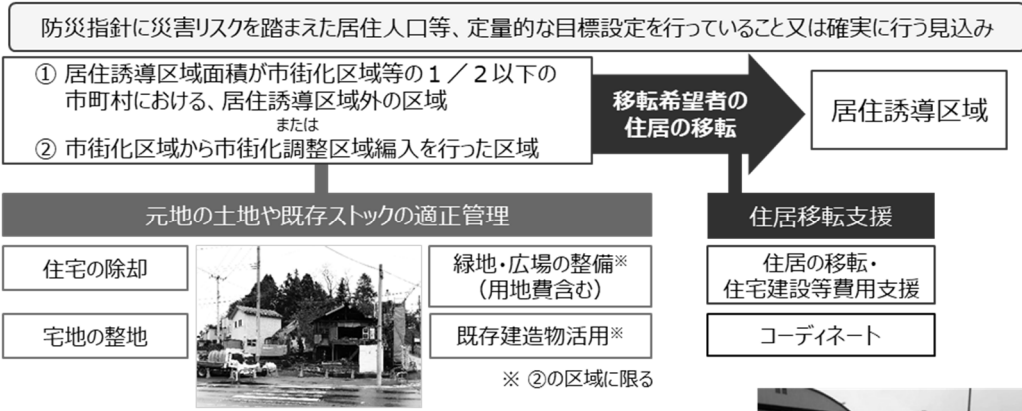 防災指針に災害リスクを踏まえた居住人口等、定量的な目標設定を行っていること又は確実に行う見込み
① 居住誘導区域面積が市街化区域等の１／２以下の
市町村における、居住誘導区域外の区域
または
② 市街化区域から市街化調整区域編入を行った区域
移転希望者の
住居の移転
居住誘導区域
元地の土地や既存ストックの適正管理
住宅の除却
宅地の整地
緑地・広場の整備※
（用地費含む）
既存建造物活用※
※ ②の区域に限る
住居移転支援
住居の移転・
住宅建設等費用支援
コーディネート